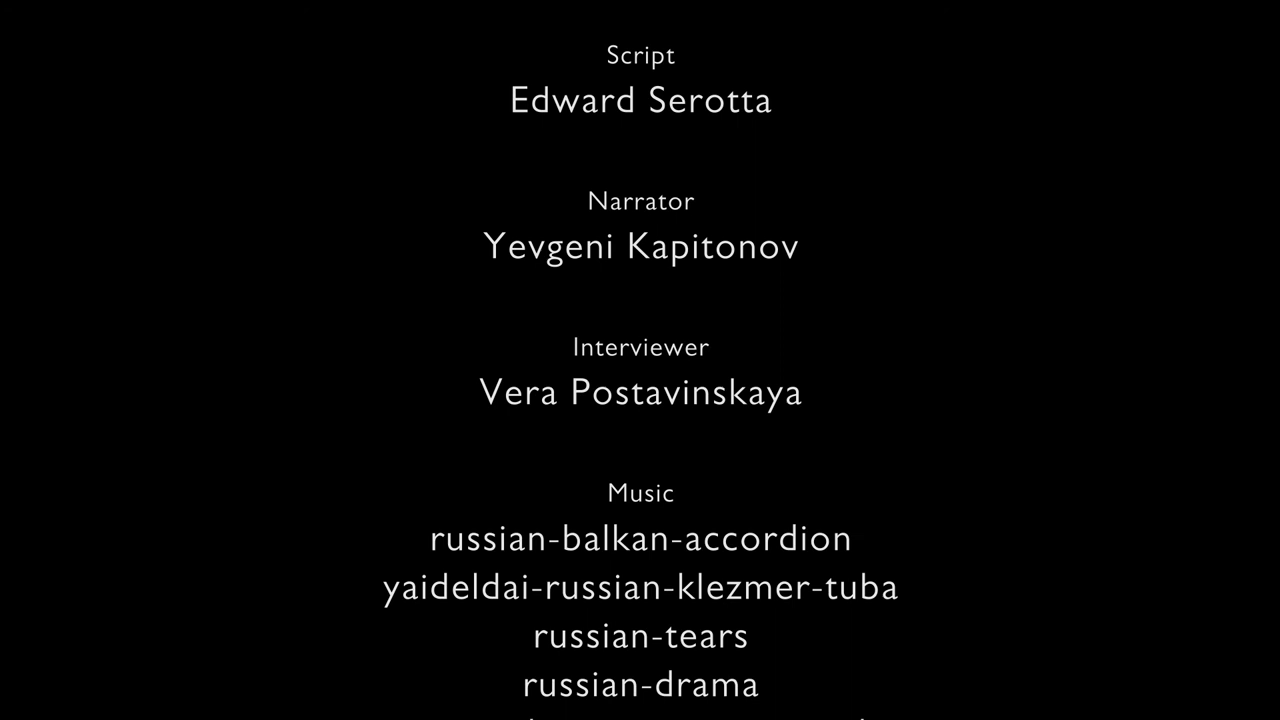 Script
Edward Serotta
Narrator
Yevgeni Kapitonov
Interviewer
Vera Postavinskaya
Music
russian-balkan-accordion
yaideldai-russian-klezmer-tuba
russian-tears
russian-drama